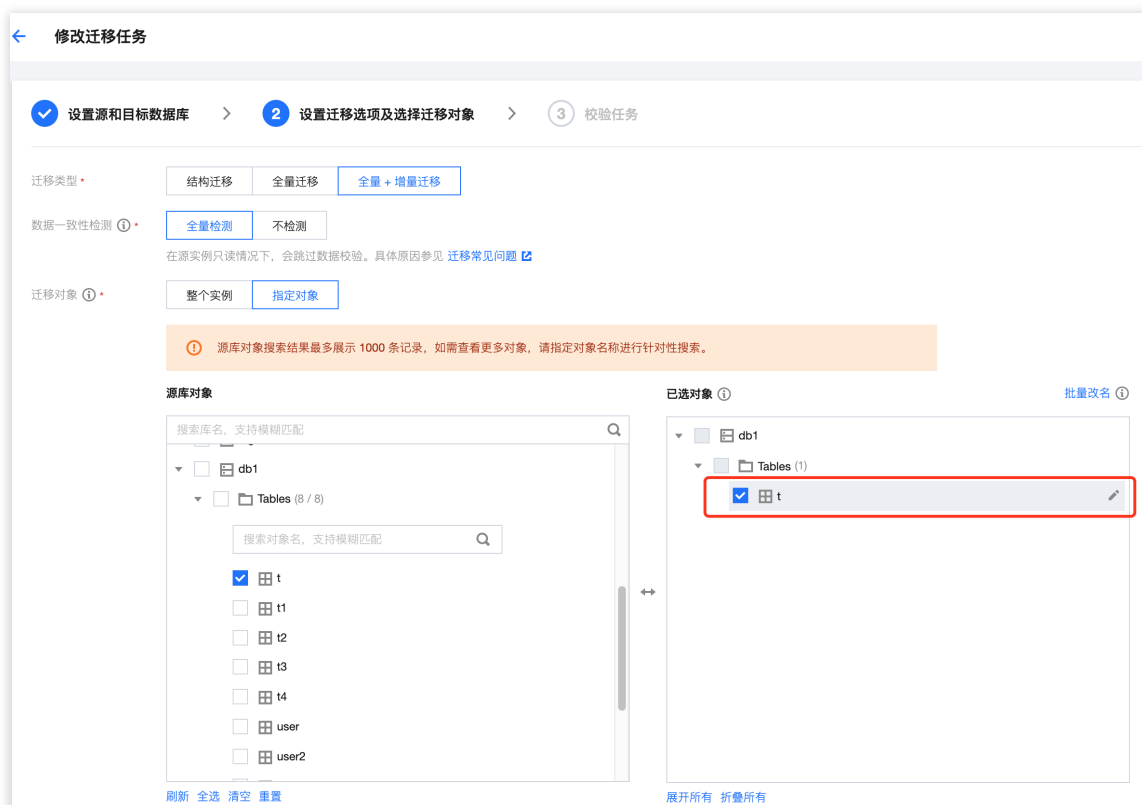 修改迁移任务
设置源和目标数据库
2 设置迁移选项及选择迁移对象
3 校验任务
迁移类型 *
结构迁移 全量迁移 全量 + 增量迁移
数据一致性检测 *
全量检测 不检测
在源实例只读情况下，会跳过数据校验。具体原因参见 迁移常见问题
迁移对象 *
整个实例 指定对象
源库对象搜索结果最多展示 1000 条记录，如需查看更多对象，请指定对象名称进行针对性搜索。
源库对象
搜索库名，支持模糊匹配
db1
Tables (8 / 8)
搜索对象名，支持模糊匹配
t
t1
t2
t3
t4
user
user2
刷新 全选 清空 重置
已选对象
批量改名
db1
Tables (1)
t
展开所有 折叠所有